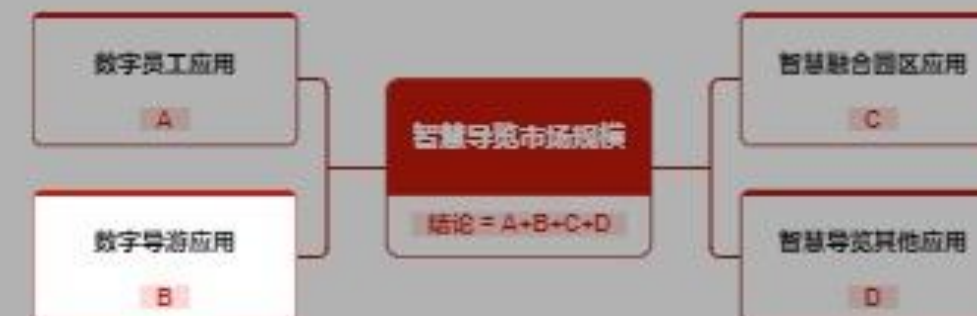 数字员工应用
A
数字导游应用
B
智慧导览市场规模
结论 = A+B+C+D
智慧融合园区应用
C
智慧导览其他应用
D